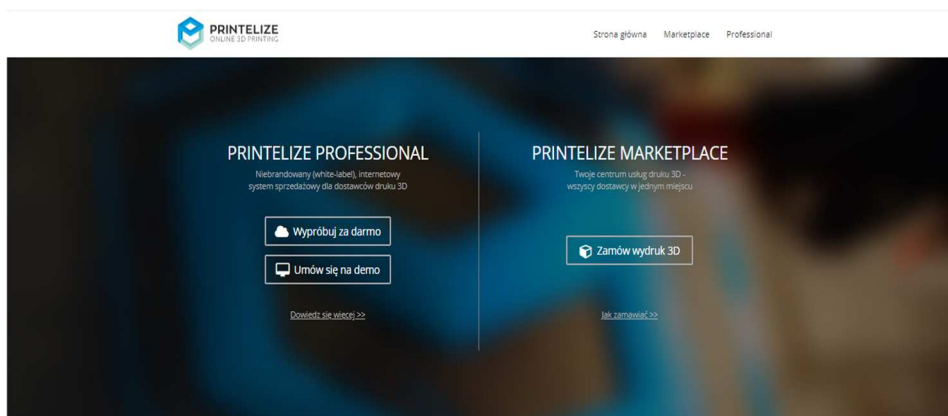 PRINTELIZE
ONLINE 3D PRINTING
Strona główna Marketplace Professional
PRINTELIZE PROFESSIONAL
Niebrandowany (white-label), internetowy
system sprzedażowy dla dostawców druku 3D
Wypróbuj za darmo
Umów się na demo
Dowiedz się więcej >>
PRINTELIZE MARKETPLACE
Twoje centrum usług druku 3D -
wszyscy dostawcy w jednym miejscu
Zamów wydruk 3D
Jak zamawiać >>